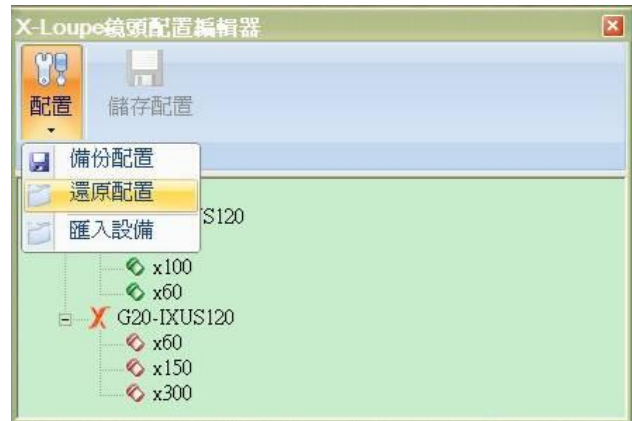 X-Loupe鏡頭配置編輯器
配置
儲存配置
備份配置
還原配置
匯入設備
US120
x100
x60
G20-IXUS120
x60
x150
x300